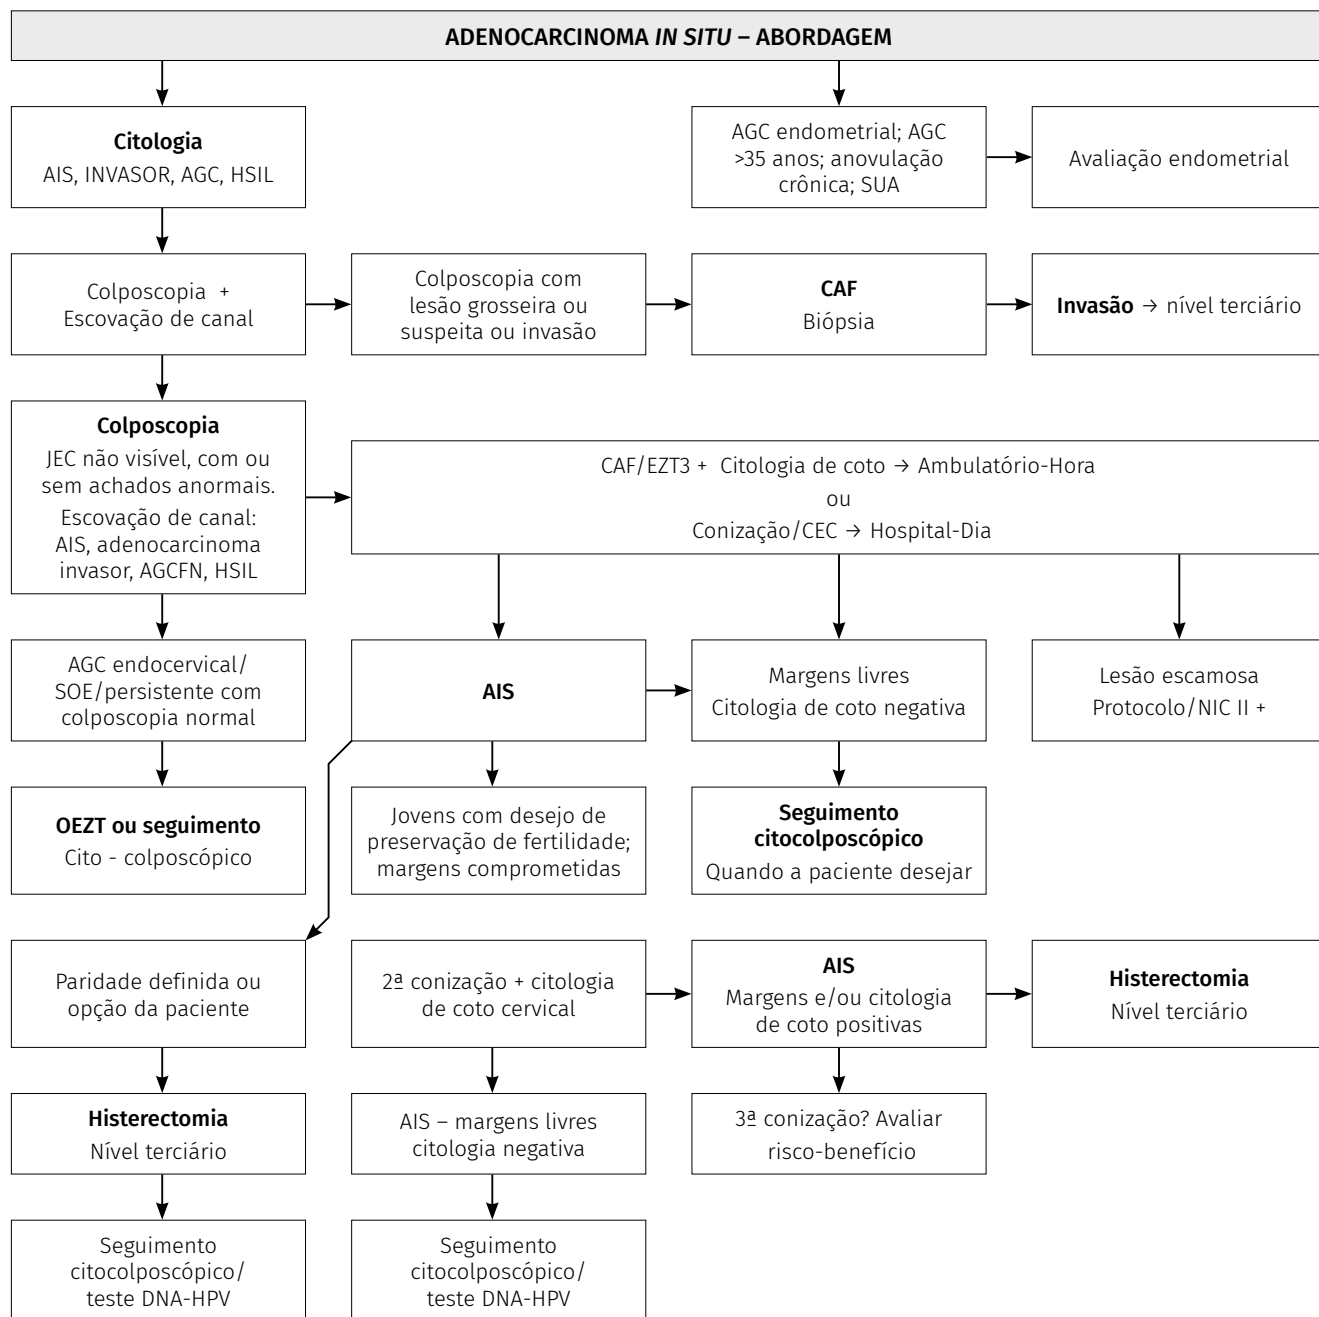 ADENOCARCINOMA IN SITU – ABORDAGEM
Citologia
AIS, INVASOR, AGC, HSIL
AGC endometrial; AGC
>35 anos; anovulação
crônica; SUA
Avaliação endometrial
Colposcopia +
Escovação de canal
Colposcopia com
lesão grosseira ou
suspeita ou invasão
CAF
Biópsia
Invasão → nível terciário
Colposcopia
JEC não visível, com ou
sem achados anormais.
Escovação de canal:
AIS, adenocarcinoma
invasor, AGCFN, HSIL
CAF/EZT3 + Citologia de coto → Ambulatório-Hora
ou
Conização/CEC → Hospital-Dia
AGC endocervical/
SOE/persistente com
colposcopia normal
AIS
Margens livres
Citologia de coto negativa
Lesão escamosa
Protocolo/NIC II +
OEZT ou seguimento
Cito - colposcópico
Jovens com desejo de
preservação de fertilidade;
margens comprometidas
Seguimento
citocolposcópico
Quando a paciente desejar
Paridade definida ou
opção da paciente
2ª conização + citologia
de coto cervical
AIS
Margens e/ou citologia
de coto positivas
Histerectomia
Nível terciário
Histerectomia
Nível terciário
AIS – margens livres
citologia negativa
3ª conização? Avaliar
risco-benefício
Seguimento
citocolposcópico/
teste DNA-HPV
Seguimento
citocolposcópico/
teste DNA-HPV